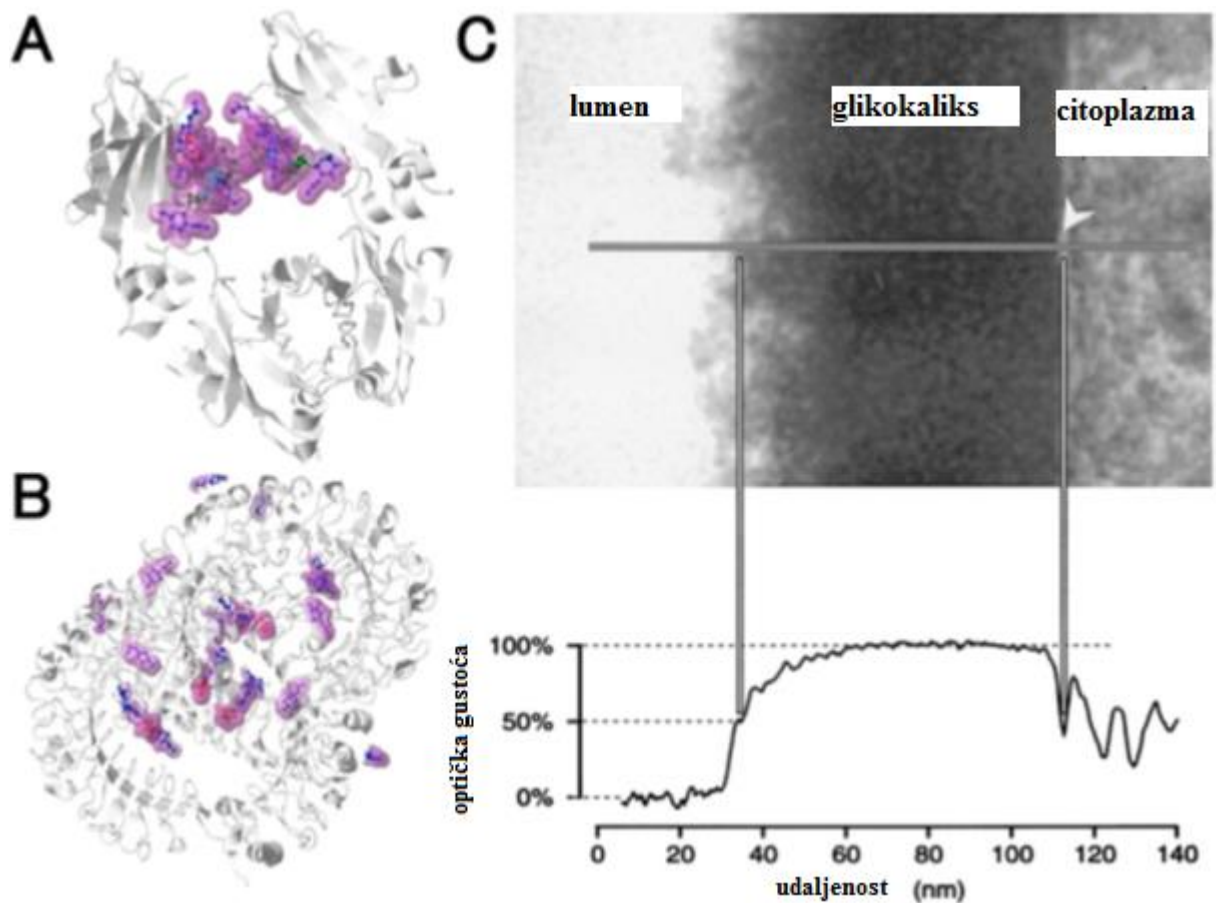 A
C
lumen
glikokaliks
citoplazma
B
optička gustoća
100%
50%
0%
0 20 40 60 80 100 120 140
udaljenost (nm)